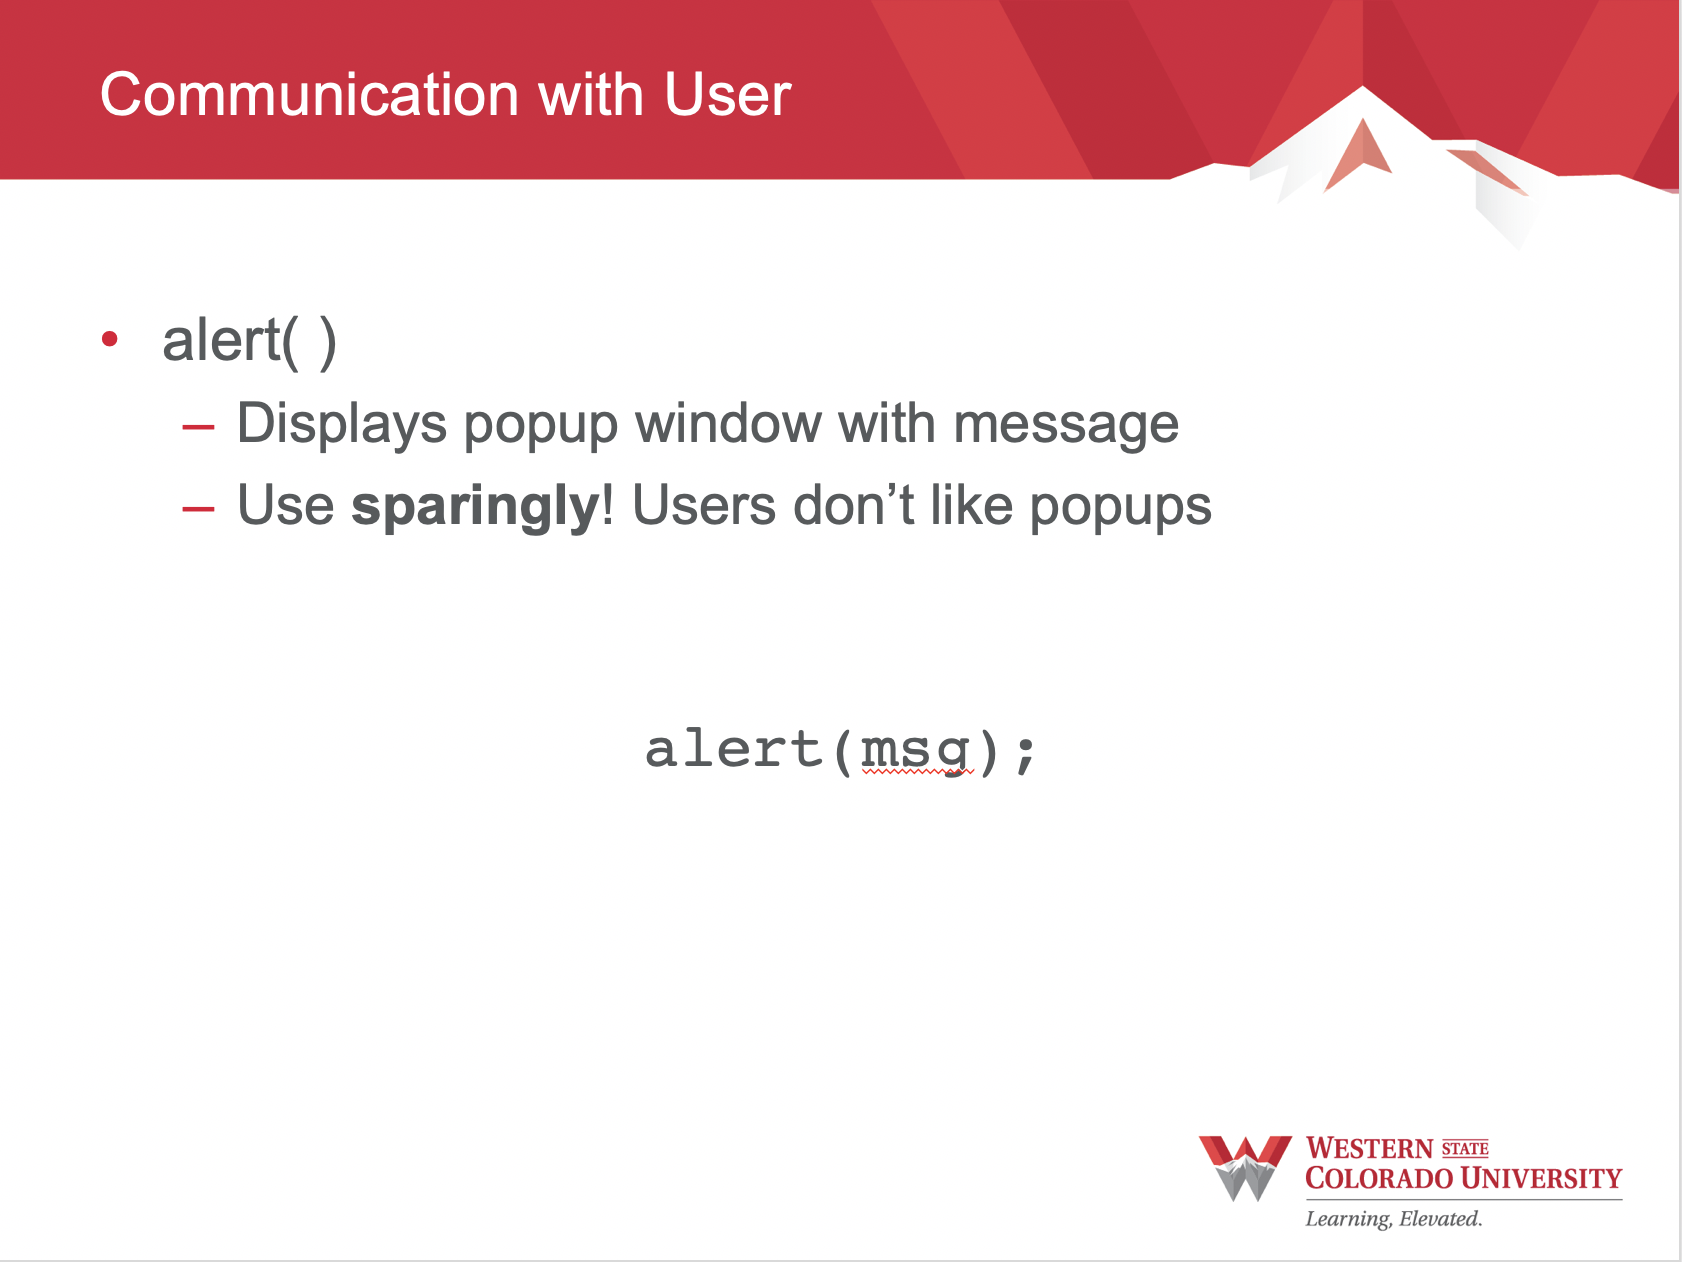 Communication with User
• alert( )
– Displays popup window with message
– Use sparingly! Users don’t like popups
alert(msg);
WESTERN STATE
COLORADO UNIVERSITY
Learning, Elevated.